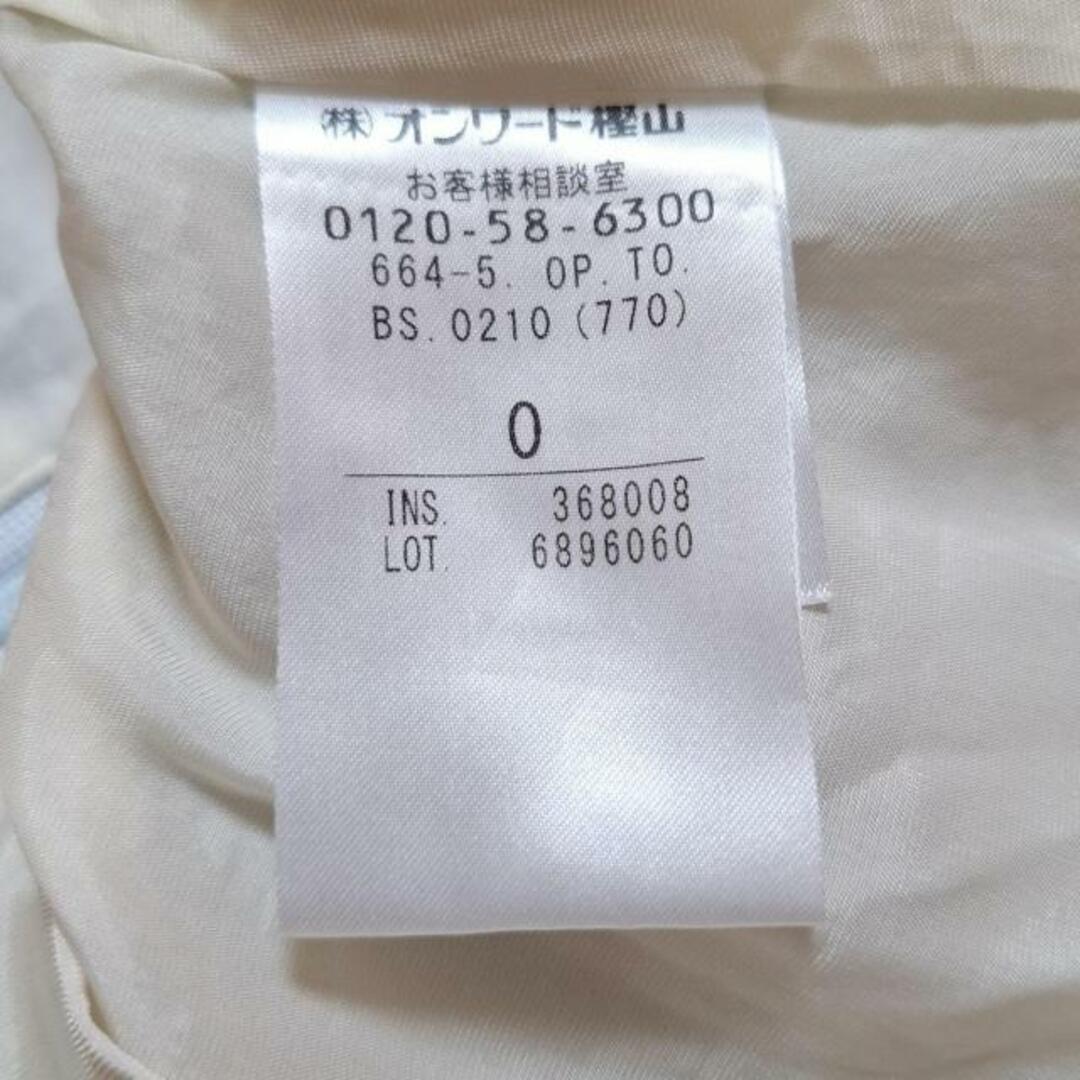 ㈱オンワード樫山
お客様相談室
0120-58-6300
664-5. OP. TO.
BS. 0210 (770)
0
INS. 368008
LOT. 6896060